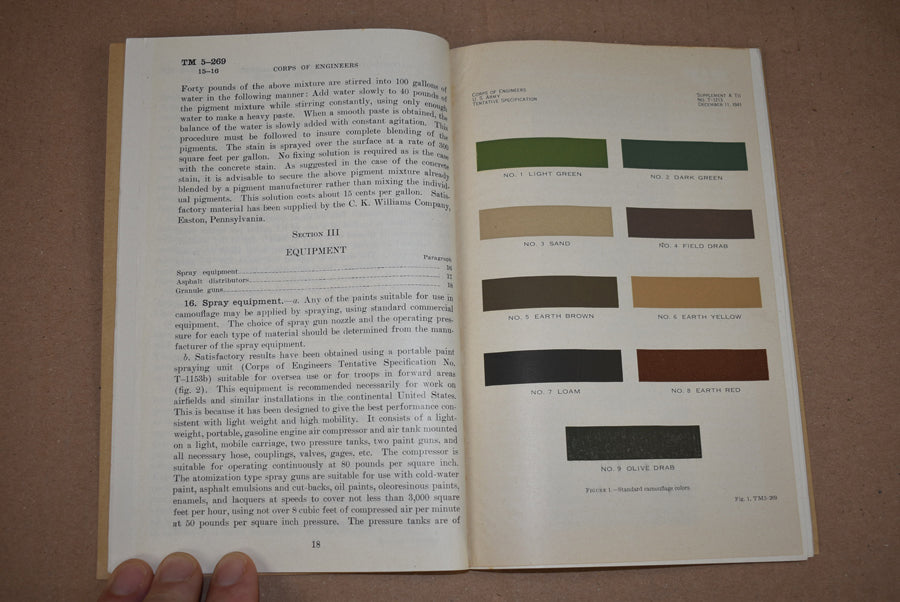 TM 5–269
15–16
CORPS OF ENGINEERS
Forty pounds of the above mixture are stirred into 100 gallons of
water in the following manner: Add water slowly to 40 pounds of
the pigment mixture while stirring constantly, using only enough
water to make a heavy paste. When a smooth paste is obtained, the
balance of the water is slowly added with constant agitation. This
procedure must be followed to insure complete blending of the
pigments. The stain is sprayed over the surface at a rate of 300
square feet per gallon. No fixing solution is required as is the case
with the concrete stain. As suggested in the case of the concrete
stain, it is advisable to secure the above pigment mixture already
blended by a pigment manufacturer rather than mixing the individ-
ual pigments. This solution costs about 15 cents per gallon. Satis-
factory material has been supplied by the C. K. Williams Company,
Easton, Pennsylvania.
SECTION III
EQUIPMENT
Paragraph
Spray equipment 16
Asphalt distributors 17
Granule guns 18
16. Spray equipment.—a. Any of the paints suitable for use in
camouflage may be applied by spraying, using standard commercial
equipment. The choice of spray gun nozzle and the operating pres-
sure for each type of material should be determined from the manu-
facturer of the spray equipment.
b. Satisfactory results have been obtained using a portable paint
spraying unit (Corps of Engineers Tentative Specification No.
T–1153b) suitable for oversea use or for troops in forward areas
(fig. 2). This equipment is recommended necessarily for work on
airfields and similar installations in the continental United States.
This is because it has been designed to give the best performance con-
sistent with light weight and high mobility. It consists of a light-
weight, portable, gasoline engine air compressor and air tank mounted
on a light, mobile carriage, two pressure tanks, two paint guns, and
all necessary hose, couplings, valves, gages, etc. The compressor is
suitable for operating continuously at 80 pounds per square inch.
The atomization type spray guns are suitable for use with cold-water
paint, asphalt emulsions and cut-backs, oil paints, oleoresinous paints,
enamels, and lacquers at speeds to cover not less than 3,000 square
feet per hour, using not over 8 cubic feet of compressed air per minute
at 50 pounds per square inch pressure. The pressure tanks are of
18
CORPS OF ENGINEERS
U. S. ARMY
TENTATIVE SPECIFICATION
SUPPLEMENT A TO
NO. T-1213
DECEMBER 11, 1941
NO. 1 LIGHT GREEN
NO. 2 DARK GREEN
NO. 3 SAND
NO. 4 FIELD DRAB
NO. 5 EARTH BROWN
NO. 6 EARTH YELLOW
NO. 7 LOAM
NO. 8 EARTH RED
NO. 9 OLIVE DRAB
FIGURE 1.—Standard camouflage colors.
Fig. 1, TM5-269